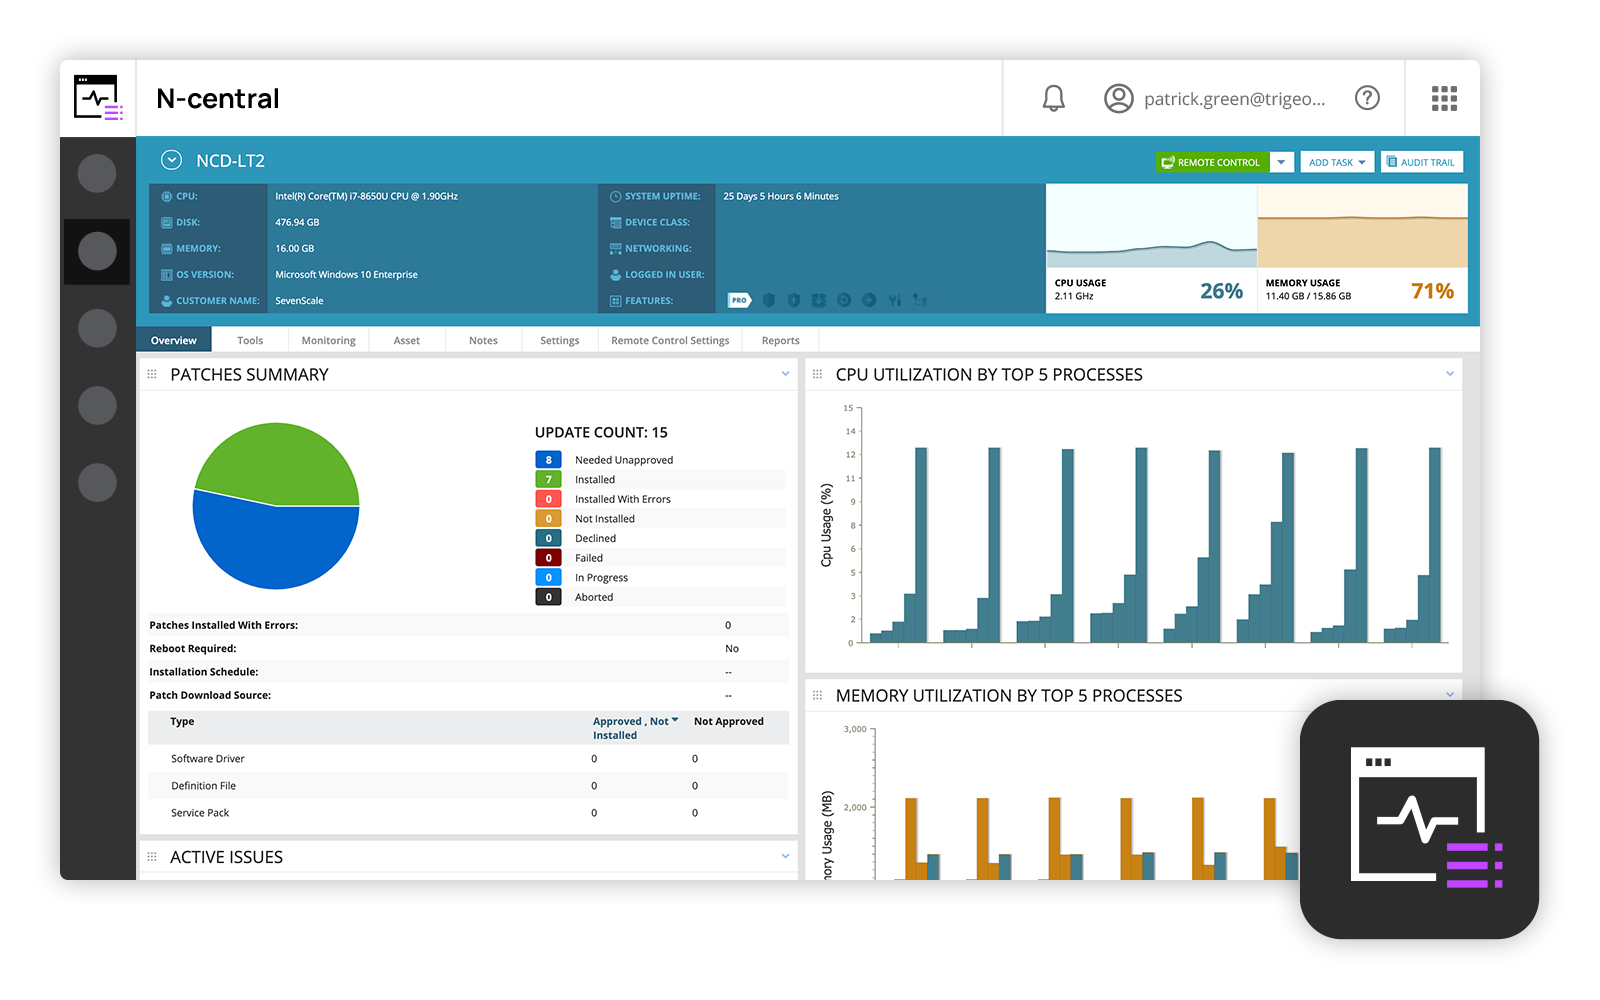 N-central
patrick.green@trigeo...
NCD-LT2
REMOTE CONTROL
ADD TASK
AUDIT TRAIL
CPU: Intel(R) Core(TM) i7-8650U CPU @ 1.90GHz
DISK: 476.94 GB
MEMORY: 16.00 GB
OS VERSION: Microsoft Windows 10 Enterprise
CUSTOMER NAME: SevenScale
SYSTEM UPTIME: 25 Days 5 Hours 6 Minutes
DEVICE CLASS:
NETWORKING:
LOGGED IN USER:
FEATURES: PRO
CPU USAGE
2.11 GHz
26%
MEMORY USAGE
11.40 GB / 15.86 GB
71%
Overview Tools Monitoring Asset Notes Settings Remote Control Settings Reports
PATCHES SUMMARY
UPDATE COUNT: 15
8 Needed Unapproved
7 Installed
0 Installed With Errors
0 Not Installed
0 Declined
0 Failed
0 In Progress
0 Aborted
Patches Installed With Errors: 0
Reboot Required: No
Installation Schedule: --
Patch Download Source: --
Type Approved , Not Installed Not Approved
Software Driver 0 0
Definition File 0 0
Service Pack 0 0
ACTIVE ISSUES
CPU UTILIZATION BY TOP 5 PROCESSES
Cpu Usage (%)
15
14
12
11
9
8
6
5
3
2
0
MEMORY UTILIZATION BY TOP 5 PROCESSES
3,000
2,000
Usage (MB)